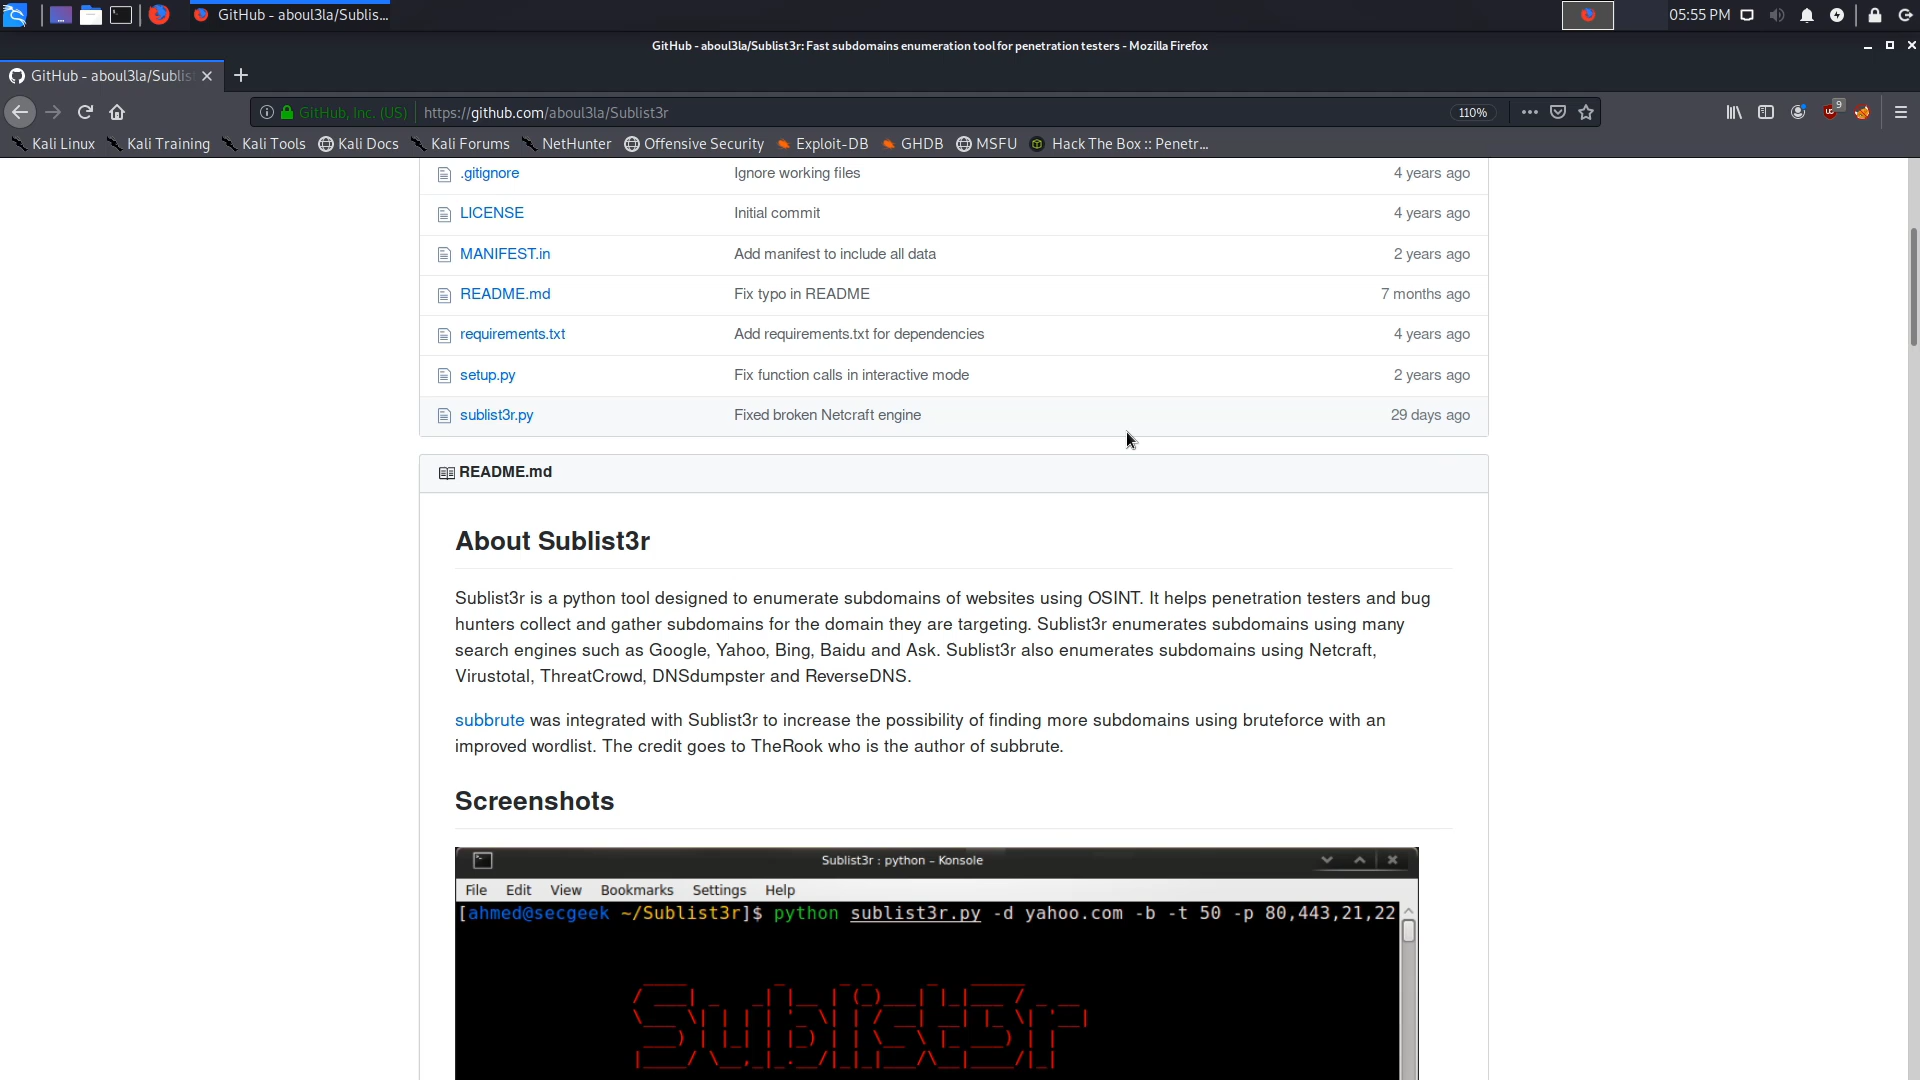 GitHub - aboul3la/Sublis...
05:55 PM
GitHub - aboul3la/Sublist3r: Fast subdomains enumeration tool for penetration testers - Mozilla Firefox
GitHub - aboul3la/Sublis
GitHub, Inc. (US)
https://github.com/aboul3la/Sublist3r
110%
9
Kali Linux
Kali Training
Kali Tools
Kali Docs
Kali Forums
NetHunter
Offensive Security
Exploit-DB
GHDB
MSFU
Hack The Box :: Penetr...
.gitignore Ignore working files 4 years ago
LICENSE Initial commit 4 years ago
MANIFEST.in Add manifest to include all data 2 years ago
README.md Fix typo in README 7 months ago
requirements.txt Add requirements.txt for dependencies 4 years ago
setup.py Fix function calls in interactive mode 2 years ago
sublist3r.py Fixed broken Netcraft engine 29 days ago
README.md
About Sublist3r
Sublist3r is a python tool designed to enumerate subdomains of websites using OSINT. It helps penetration testers and bug
hunters collect and gather subdomains for the domain they are targeting. Sublist3r enumerates subdomains using many
search engines such as Google, Yahoo, Bing, Baidu and Ask. Sublist3r also enumerates subdomains using Netcraft,
Virustotal, ThreatCrowd, DNSdumpster and ReverseDNS.
subbrute was integrated with Sublist3r to increase the possibility of finding more subdomains using bruteforce with an
improved wordlist. The credit goes to TheRook who is the author of subbrute.
Screenshots
Sublist3r : python – Konsole
File Edit View Bookmarks Settings Help
[ahmed@secgeek ~/Sublist3r]$ python sublist3r.py -d yahoo.com -b -t 50 -p 80,443,21,22
Sublist3r